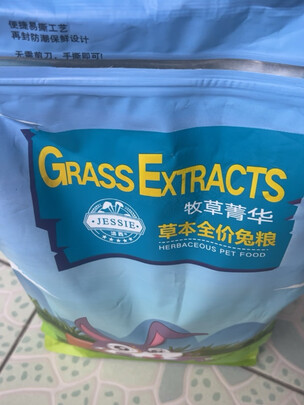 便捷易撕工艺
再封防潮保鲜设计
无需剪刀，手撕即可!
GRASS EXTRACTS
牧草菁华
JESSIE
洁西
草本全价兔粮
HERBACEOUS PET FOOD